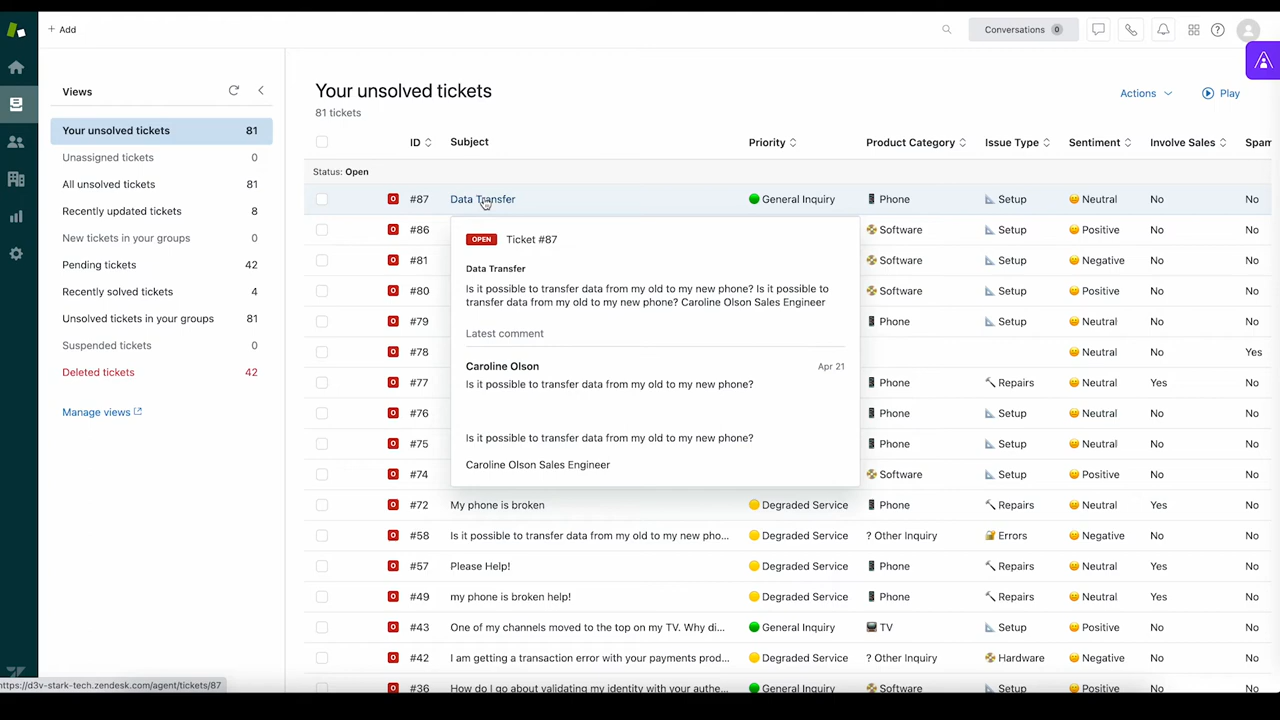 + Add
Conversations 0
Views
Your unsolved tickets 81
Unassigned tickets 0
All unsolved tickets 81
Recently updated tickets 8
New tickets in your groups 0
Pending tickets 42
Recently solved tickets 4
Unsolved tickets in your groups 81
Suspended tickets 0
Deleted tickets 42
Manage views
Your unsolved tickets
81 tickets
Actions
Play
ID Subject Priority Product Category Issue Type Sentiment Involve Sales Spam
Status: Open
O #87 Data Transfer General Inquiry Phone Setup Neutral No No
O #86 Software Setup Positive No No
O #81 Software Setup Negative No No
O #80 Software Setup Positive No No
O #79 Phone Setup Neutral No No
O #78 Neutral No Yes
O #77 Phone Repairs Neutral Yes No
O #76 Phone Setup Neutral No No
O #75 Phone Setup Neutral No No
O #74 Software Setup Positive No No
OPEN Ticket #87
Data Transfer
Is it possible to transfer data from my old to my new phone? Is it possible to
transfer data from my old to my new phone? Caroline Olson Sales Engineer
Latest comment
Caroline Olson Apr 21
Is it possible to transfer data from my old to my new phone?
Is it possible to transfer data from my old to my new phone?
Caroline Olson Sales Engineer
O #72 My phone is broken Degraded Service Phone Repairs Neutral Yes No
O #58 Is it possible to transfer data from my old to my new pho... Degraded Service ? Other Inquiry Errors Negative No No
O #57 Please Help! Degraded Service Phone Repairs Neutral Yes No
O #49 my phone is broken help! Degraded Service Phone Repairs Neutral Yes No
O #43 One of my channels moved to the top on my TV. Why di... General Inquiry TV Setup Positive No No
O #42 I am getting a transaction error with your payments prod... Degraded Service ? Other Inquiry Hardware Negative No No
O #36 How do I go about validating my identity with your authe... General Inquiry Software Setup Positive No No
https://d3v-stark-tech.zendesk.com/agent/tickets/87